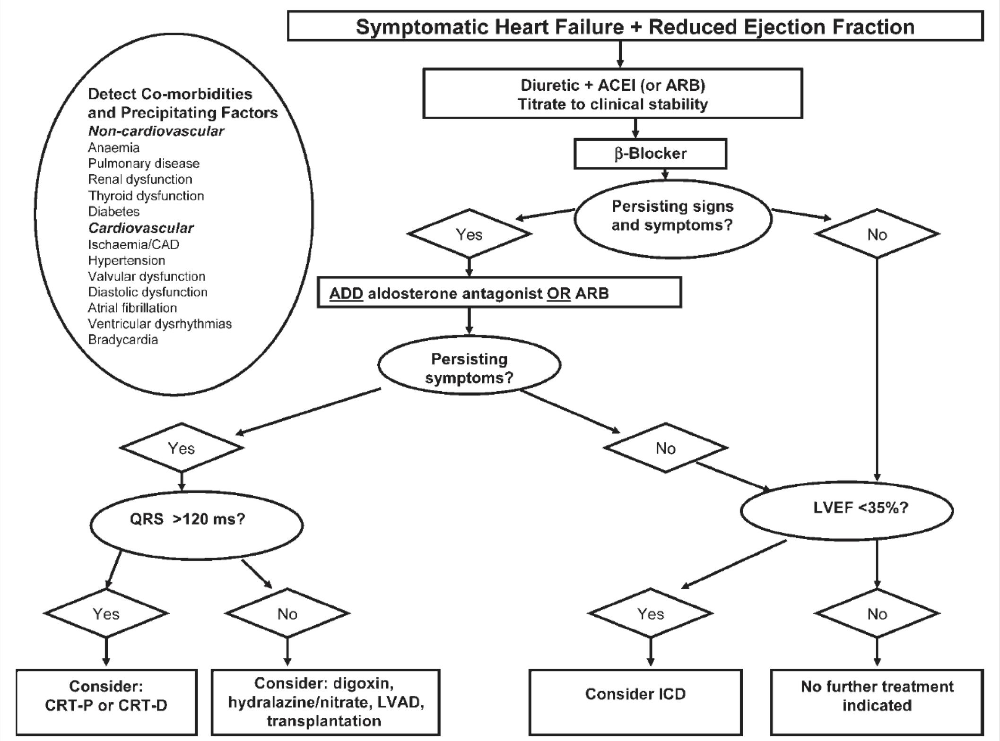 Symptomatic Heart Failure + Reduced Ejection Fraction
Detect Co-morbidities
and Precipitating Factors
Non-cardiovascular
Anaemia
Pulmonary disease
Renal dysfunction
Thyroid dysfunction
Diabetes
Cardiovascular
Ischaemia/CAD
Hypertension
Valvular dysfunction
Diastolic dysfunction
Atrial fibrillation
Ventricular dysrhythmias
Bradycardia
Diuretic + ACEI (or ARB)
Titrate to clinical stability
β-Blocker
Persisting signs
and symptoms?
Yes
No
ADD aldosterone antagonist OR ARB
Persisting
symptoms?
Yes
No
QRS >120 ms?
LVEF <35%?
Yes
No
Yes
No
Consider:
CRT-P or CRT-D
Consider: digoxin,
hydralazine/nitrate, LVAD,
transplantation
Consider ICD
No further treatment
indicated